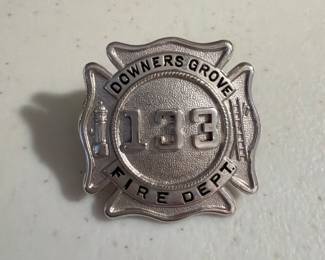 DOWNERS GROVE
133
FIRE DEPT.